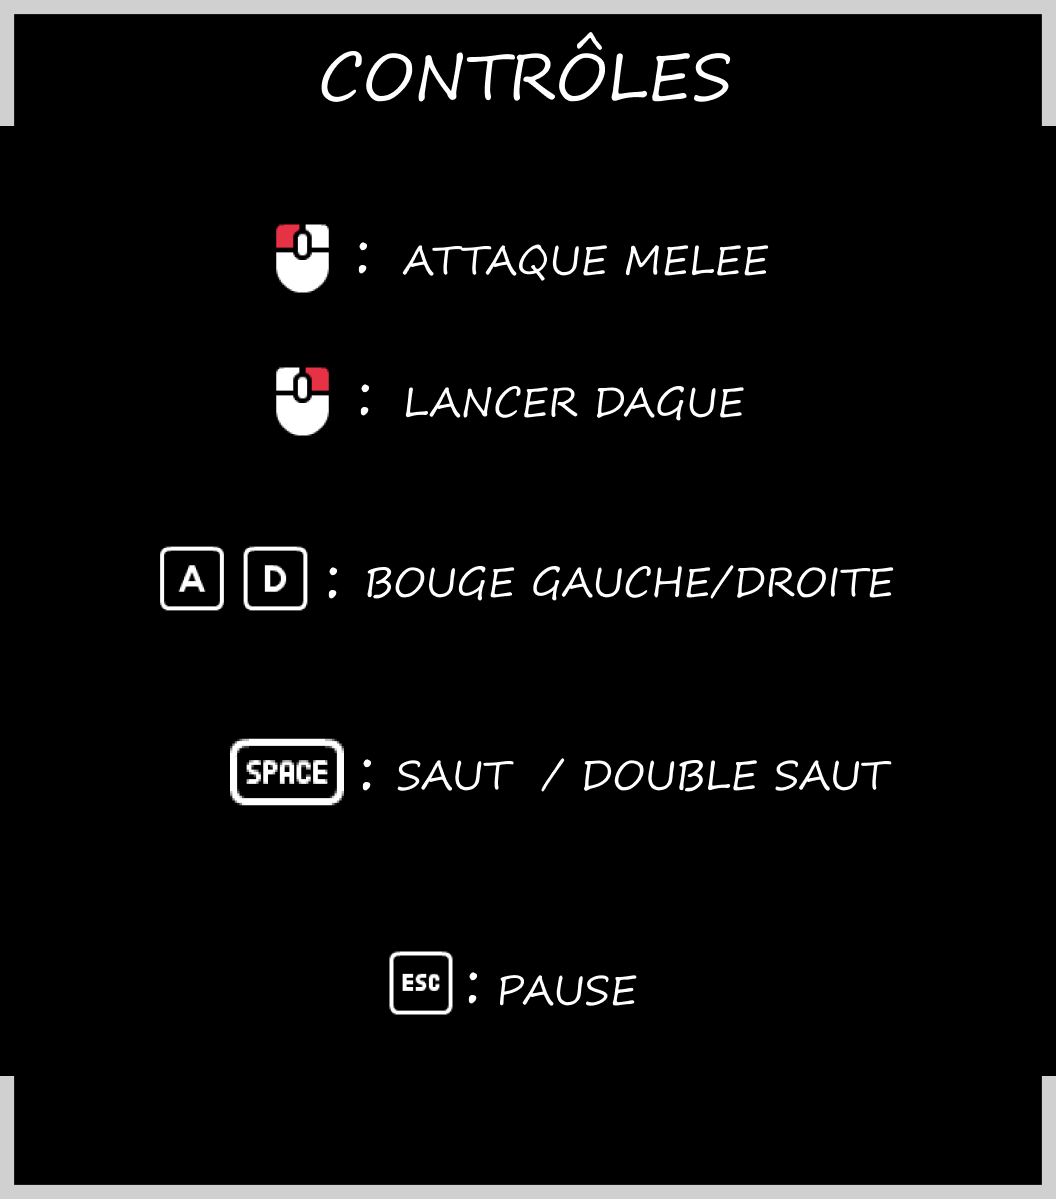 CONTRÔLES
: ATTAQUE MELEE
: LANCER DAGUE
A D : BOUGE GAUCHE/DROITE
SPACE : SAUT / DOUBLE SAUT
ESC : PAUSE